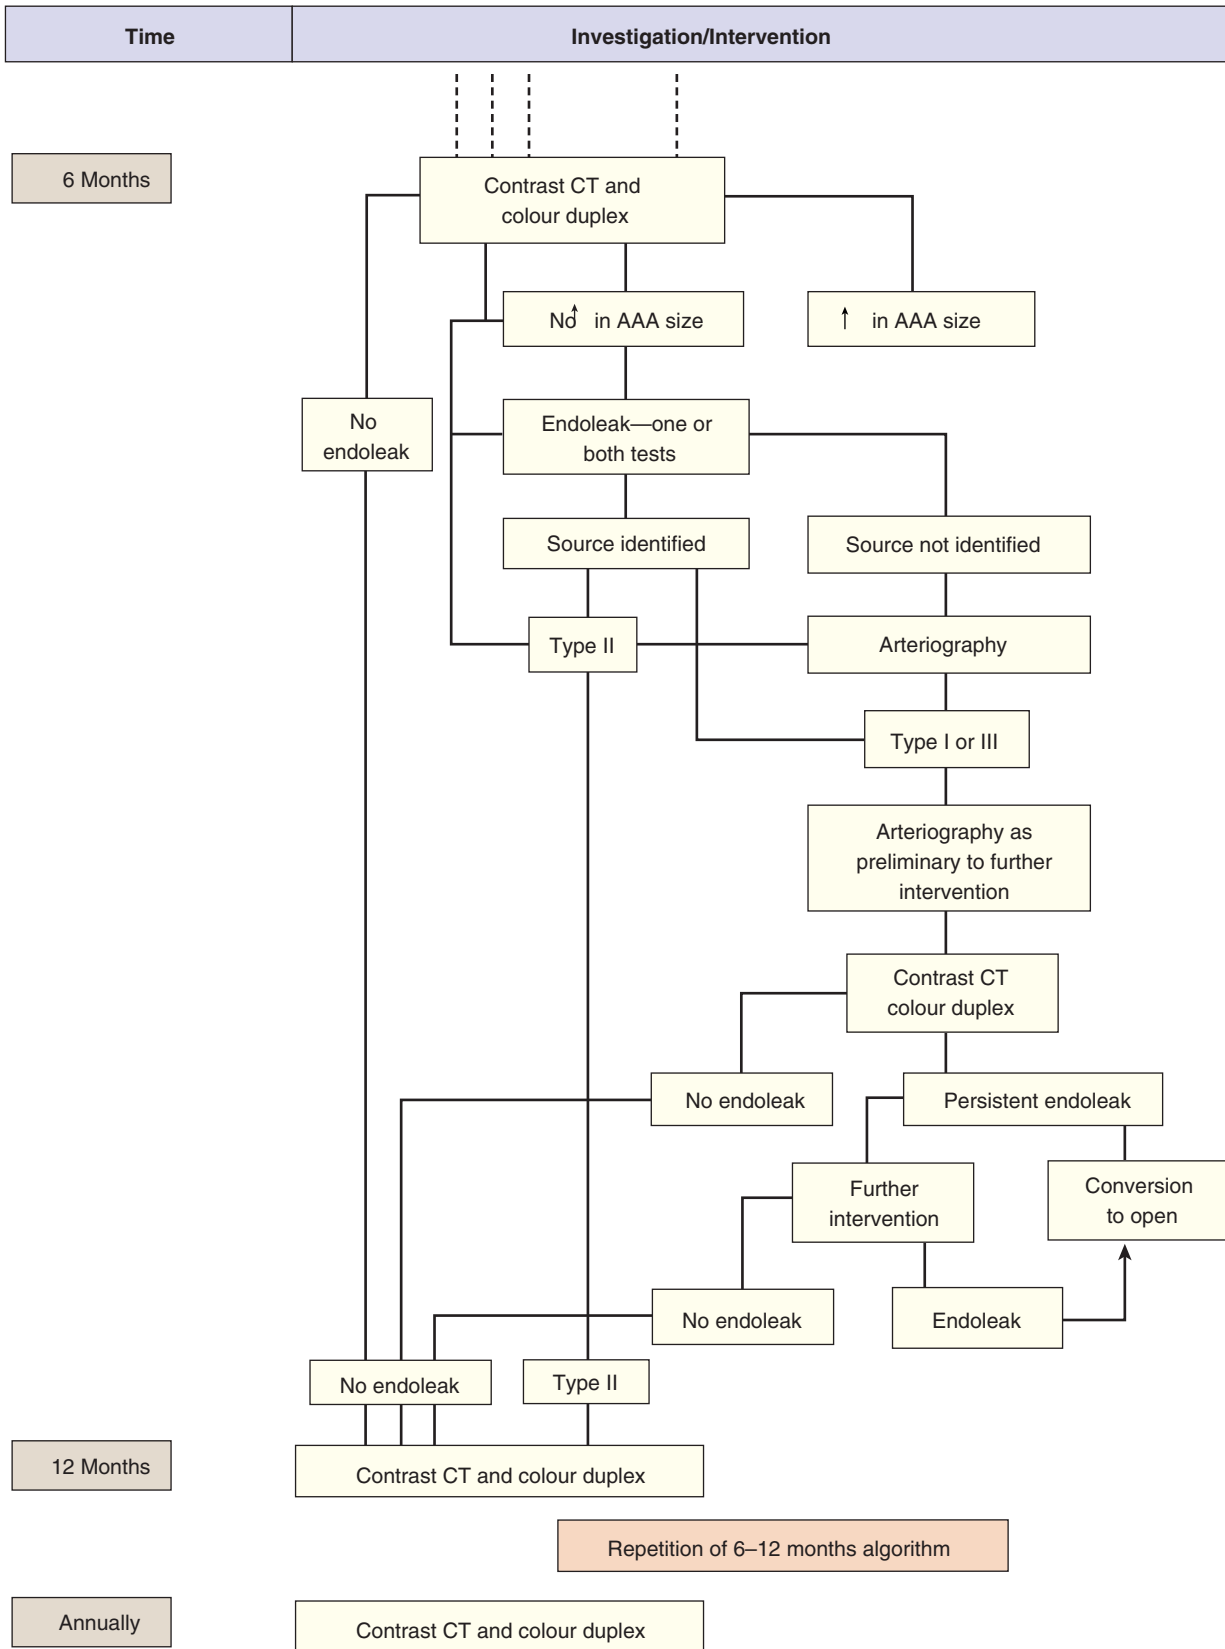 Time
Investigation/Intervention
6 Months
Contrast CT and
colour duplex
No↑ in AAA size
↑ in AAA size
No
endoleak
Endoleak—one or
both tests
Source identified
Source not identified
Type II
Arteriography
Type I or III
Arteriography as
preliminary to further
intervention
Contrast CT
colour duplex
No endoleak
Persistent endoleak
Further
intervention
Conversion
to open
No endoleak
Endoleak
No endoleak
Type II
12 Months
Contrast CT and colour duplex
Repetition of 6–12 months algorithm
Annually
Contrast CT and colour duplex